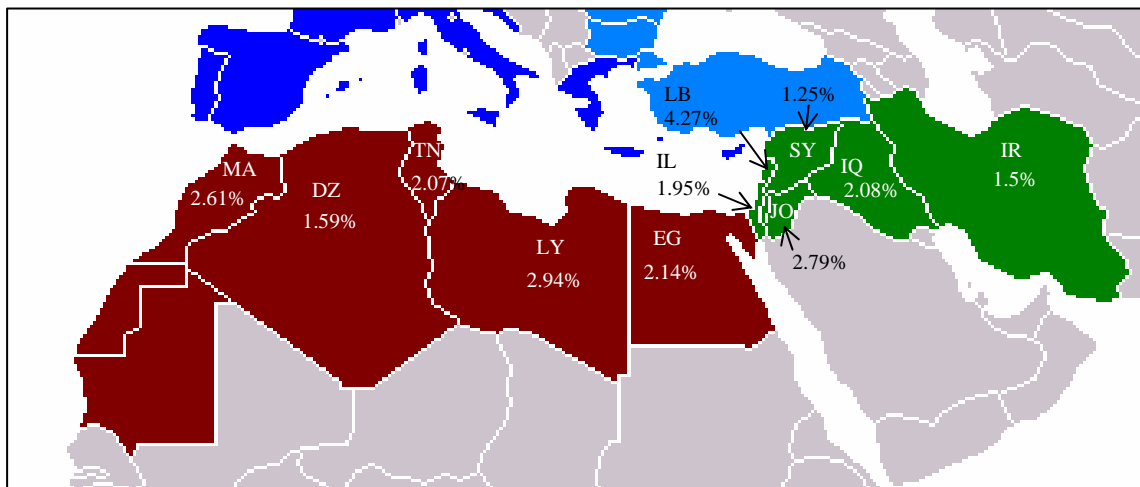 LB
4.27%
1.25%
TN
2.07%
SY
IR
1.5%
IL
1.95%
IQ
2.08%
MA
2.61%
DZ
1.59%
JO
2.79%
LY
2.94%
EG
2.14%